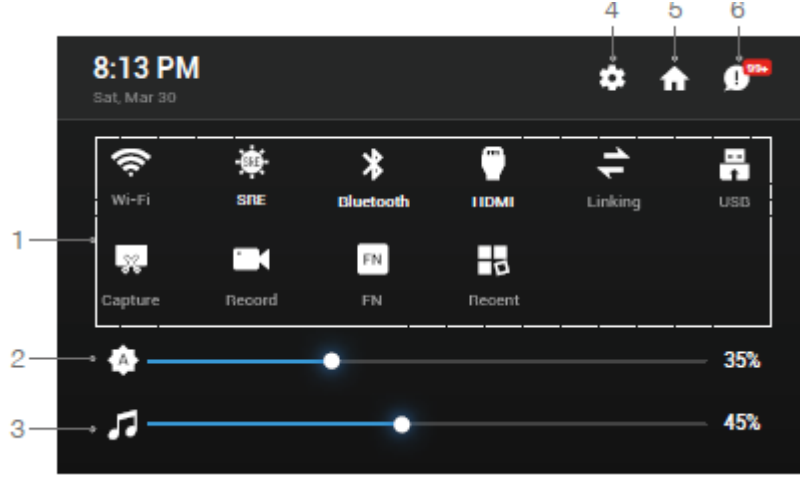 4 5 6
8:13 PM
99+
Sat, Mar 30
SRE
Wi-Fi SRE Bluetooth HDMI Linking USB
1
FN
Capture Record FN Recent
2 A 35%
3 45%